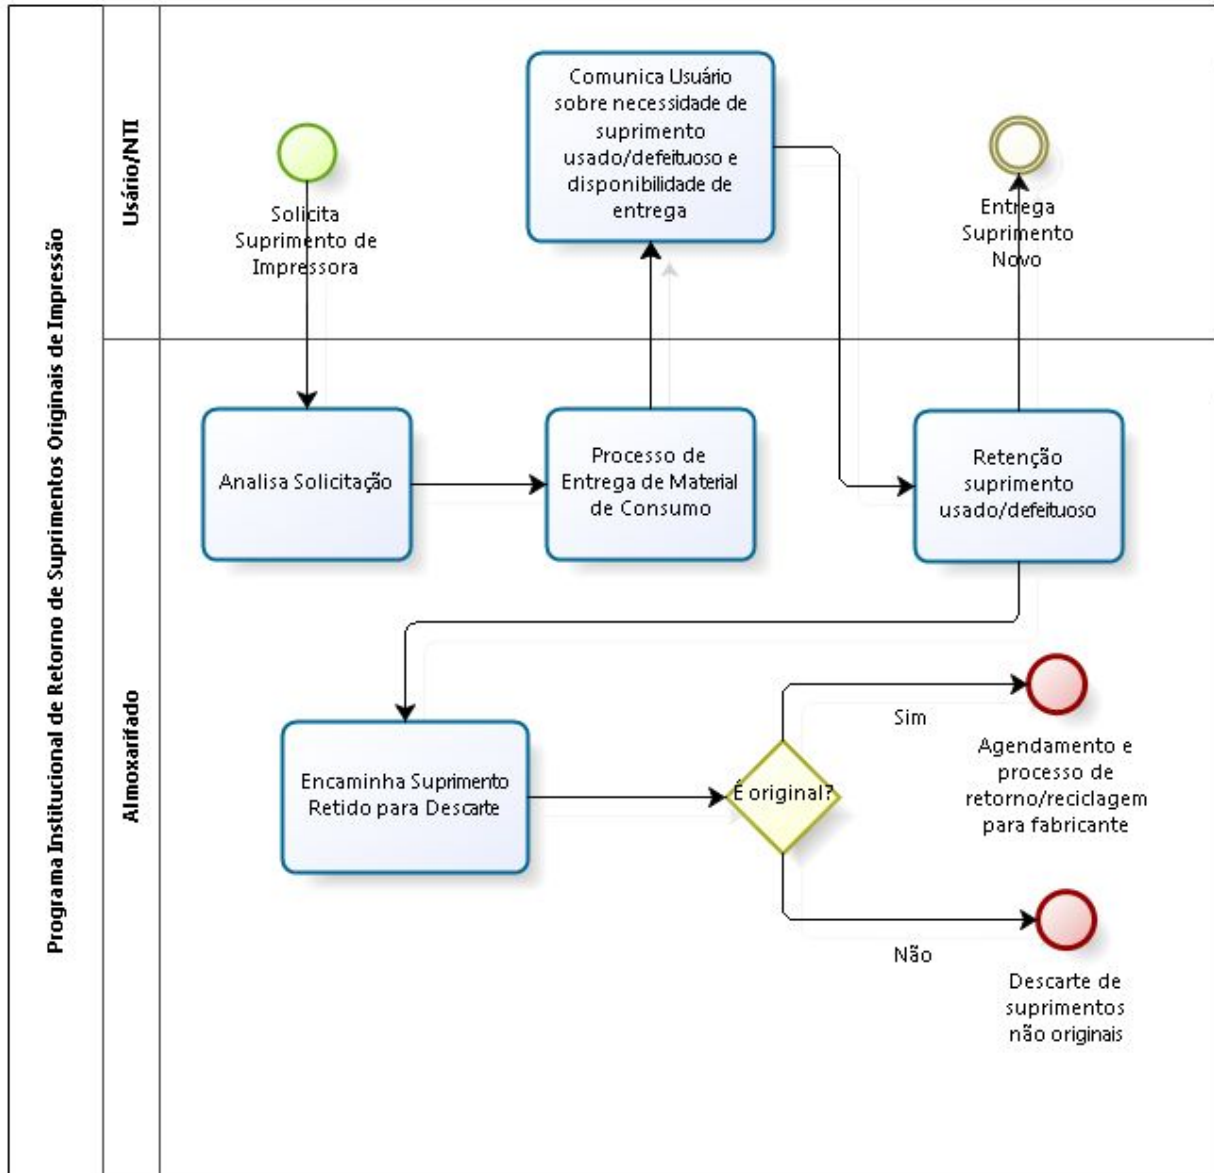 Programa Institucional de Retorno de Suprimentos Originais de Impressão
Usário/NTI
Solicita
Suprimento de
Impressora
Comunica Usuário
sobre necessidade de
suprimento
usado/defeituoso e
disponibilidade de
entrega
Entrega
Suprimento
Novo
Almoxarifado
Analisa Solicitação
Processo de
Entrega de Material
de Consumo
Retenção
suprimento
usado/defeituoso
Encaminha Suprimento
Retido para Descarte
É original?
Sim
Agendamento e
processo de
retorno/reciclagem
para fabricante
Não
Descarte de
suprimentos
não originais